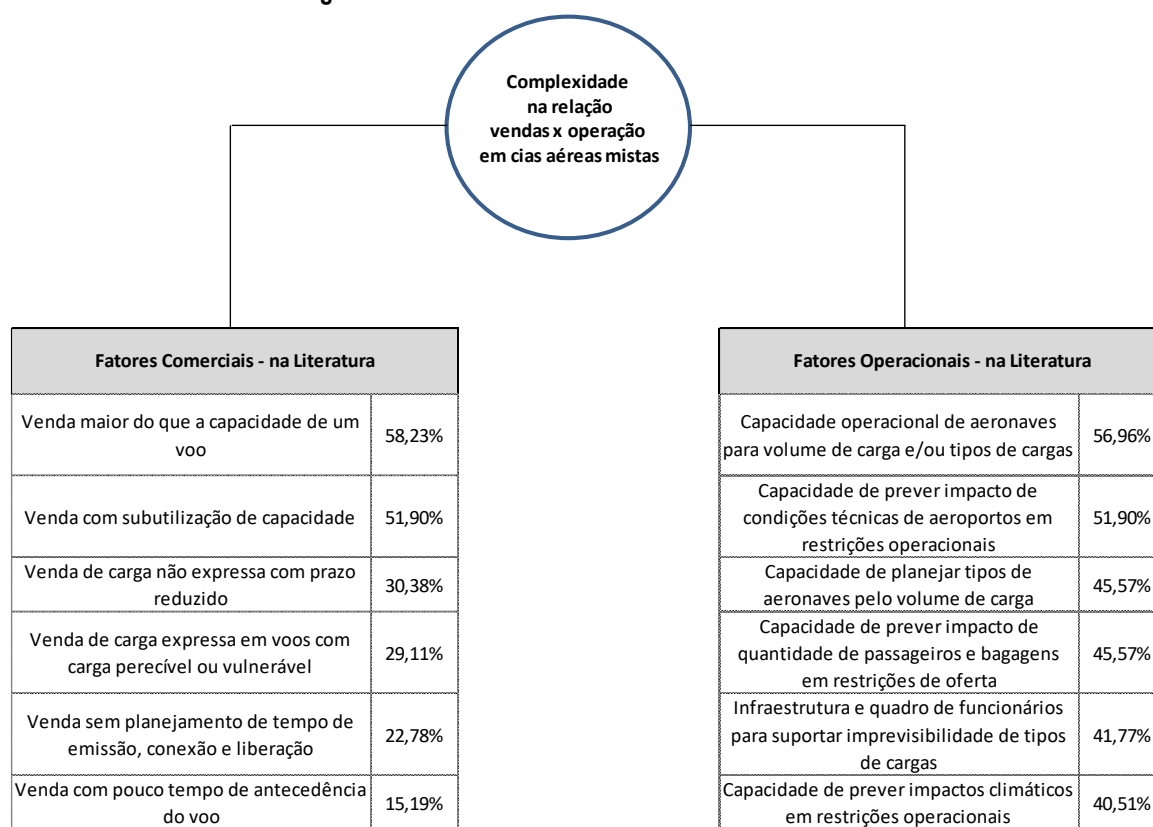 Complexidade
na relação
vendas x operação
em cias aéreas mistas
Fatores Comerciais - na Literatura
Venda maior do que a capacidade de um
voo
58,23%
Venda com subutilização de capacidade
51,90%
Venda de carga não expressa com prazo
reduzido
30,38%
Venda de carga expressa em voos com
carga perecível ou vulnerável
29,11%
Venda sem planejamento de tempo de
emissão, conexão e liberação
22,78%
Venda com pouco tempo de antecedência
do voo
15,19%
Fatores Operacionais - na Literatura
Capacidade operacional de aeronaves
para volume de carga e/ou tipos de cargas
56,96%
Capacidade de prever impacto de
condições técnicas de aeroportos em
restrições operacionais
51,90%
Capacidade de planejar tipos de
aeronaves pelo volume de carga
45,57%
Capacidade de prever impacto de
quantidade de passageiros e bagagens
em restrições de oferta
45,57%
Infraestrutura e quadro de funcionários
para suportar imprevisibilidade de tipos
de cargas
41,77%
Capacidade de prever impactos climáticos
em restrições operacionais
40,51%